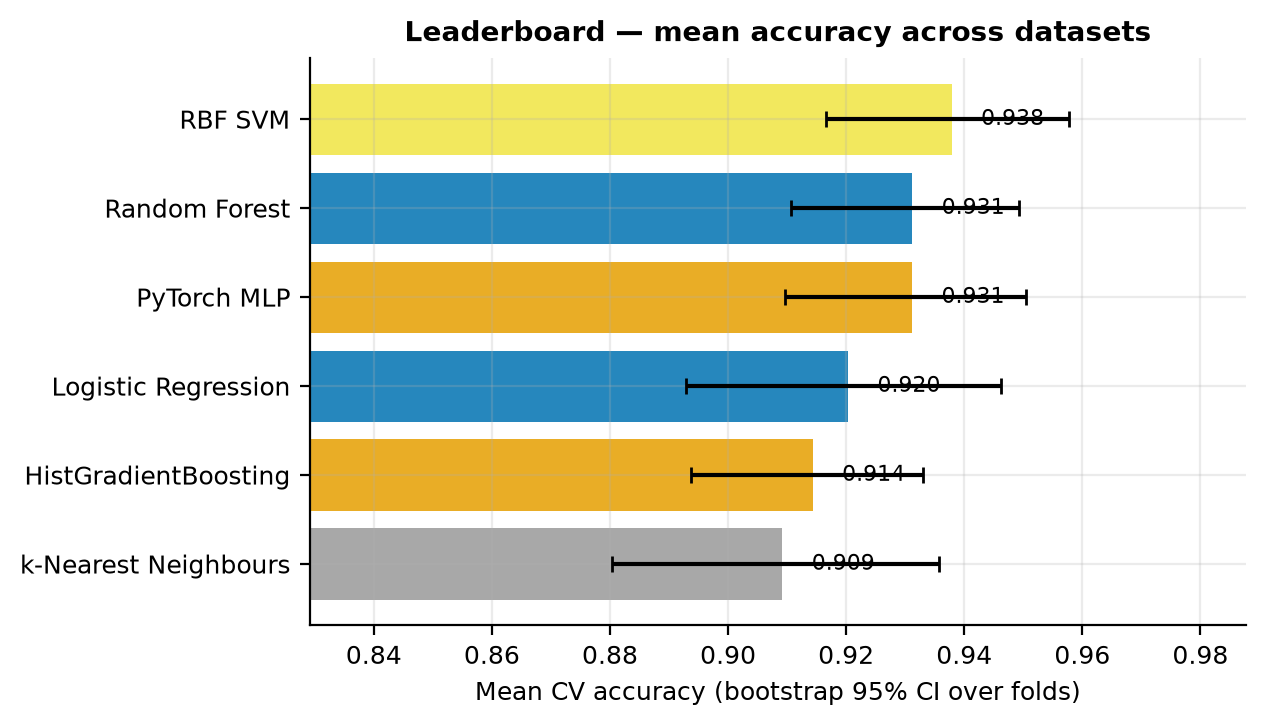 Leaderboard — mean accuracy across datasets
RBF SVM 0.938
Random Forest 0.931
PyTorch MLP 0.931
Logistic Regression 0.920
HistGradientBoosting 0.914
k-Nearest Neighbours 0.909
0.84 0.86 0.88 0.90 0.92 0.94 0.96 0.98
Mean CV accuracy (bootstrap 95% CI over folds)